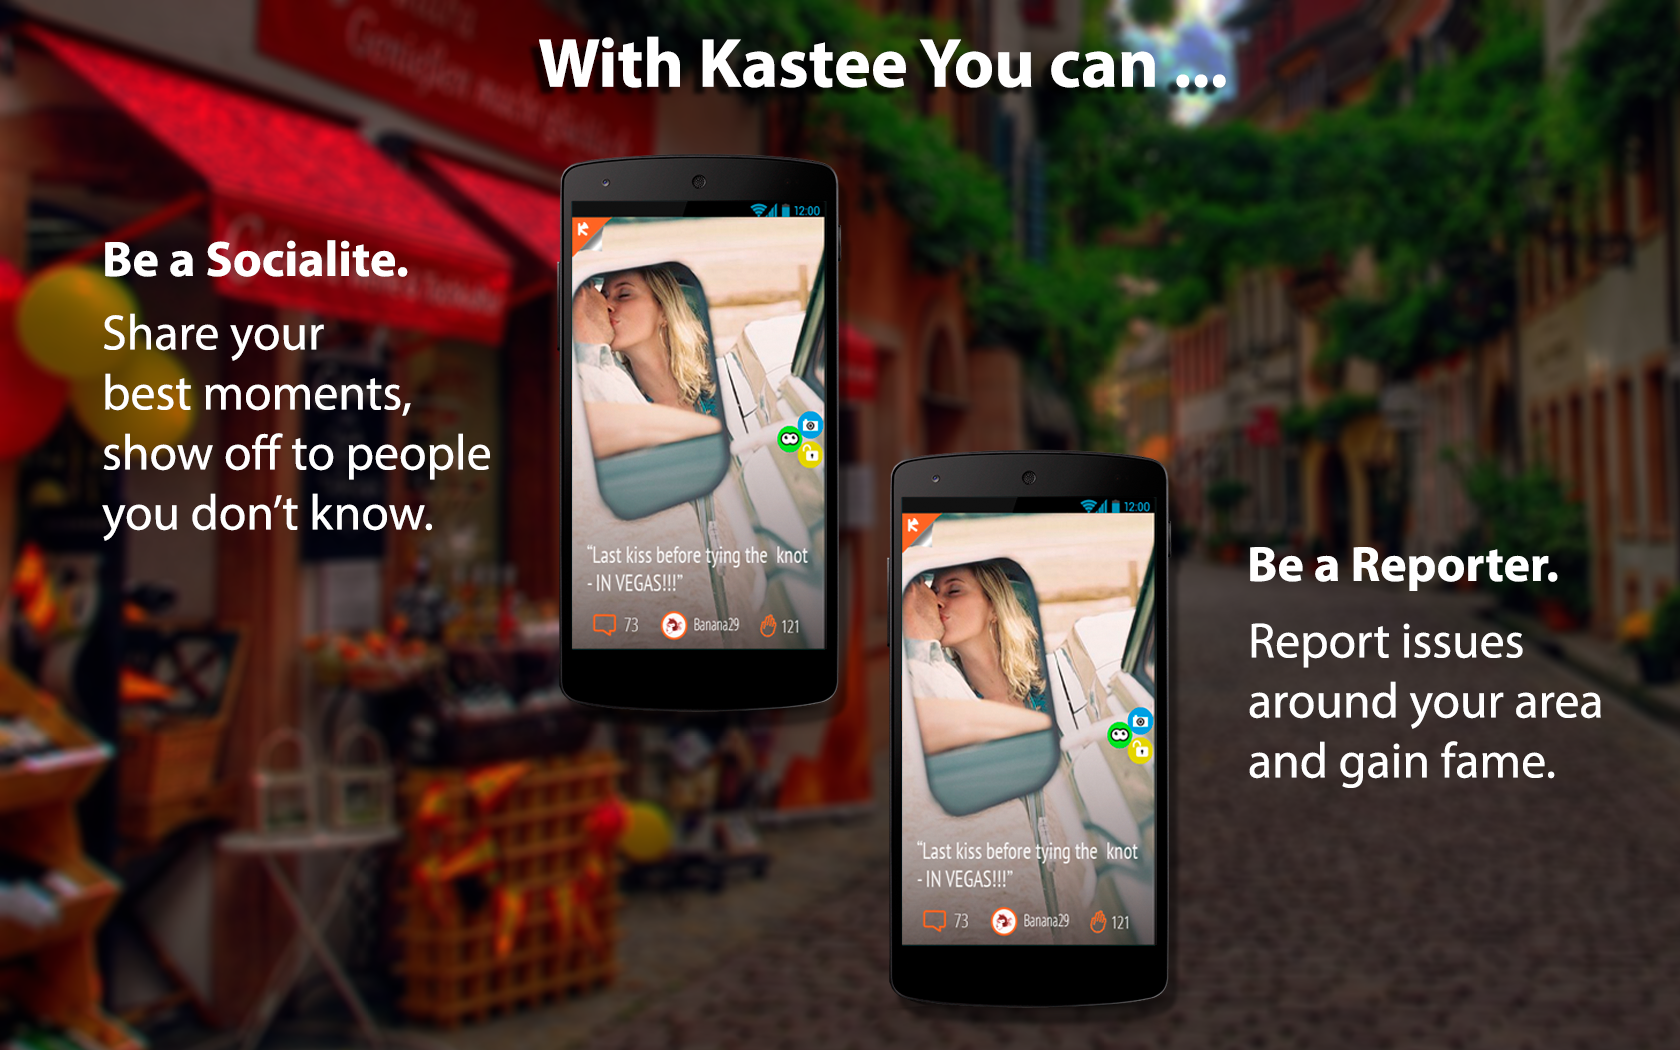 With Kastee You can ...
Genießer
Be a Socialite.
Share your
best moments,
show off to people
you don’t know.
12:00
“Last kiss before tying the knot
- IN VEGAS!!!”
73 Banana29 121
Be a Reporter.
Report issues
around your area
and gain fame.
12:00
“Last kiss before tying the knot
- IN VEGAS!!!”
73 Banana29 121